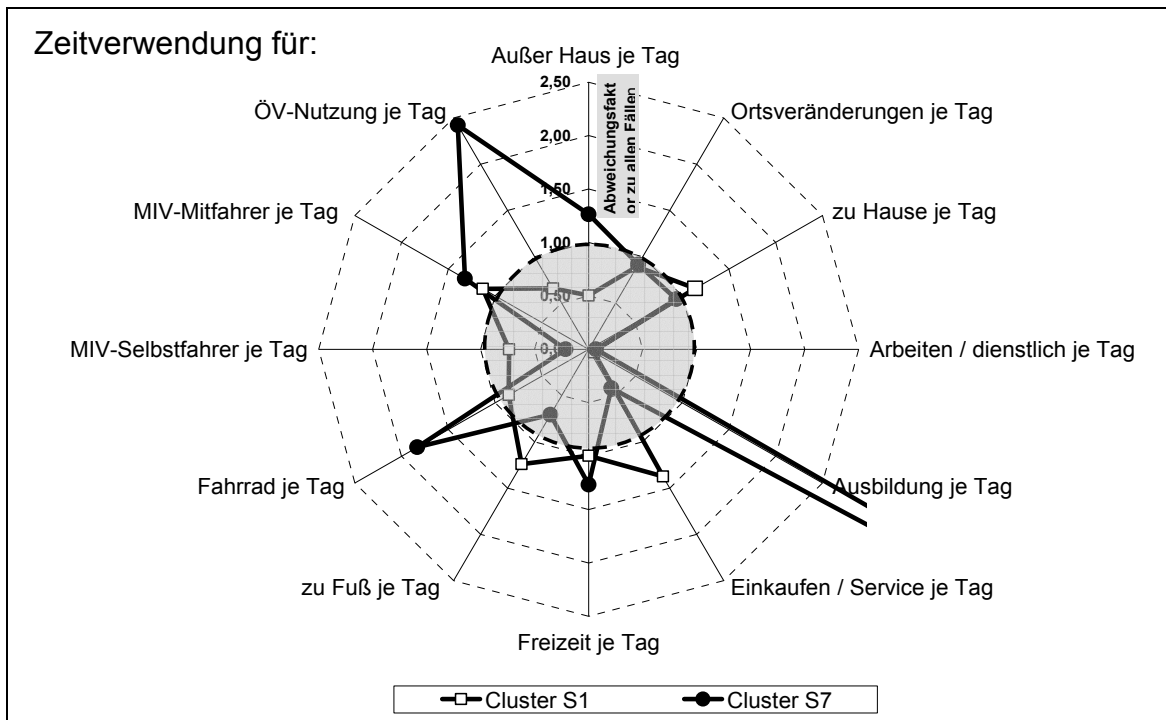 Zeitverwendung für:
Außer Haus je Tag
Ortsveränderungen je Tag
zu Hause je Tag
Arbeiten / dienstlich je Tag
Ausbildung je Tag
Einkaufen / Service je Tag
Freizeit je Tag
zu Fuß je Tag
Fahrrad je Tag
MIV-Selbstfahrer je Tag
MIV-Mitfahrer je Tag
ÖV-Nutzung je Tag
2,50
2,00
1,50
1,00
0,50
Abweichungsfakt
or zu allen Fällen
Cluster S1
Cluster S7